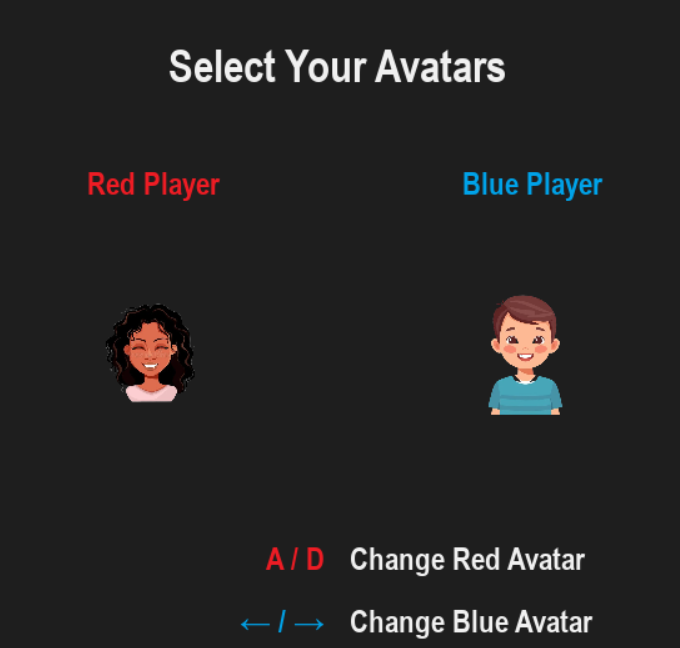 Select Your Avatars
Red Player
Blue Player
A / D Change Red Avatar
← / → Change Blue Avatar